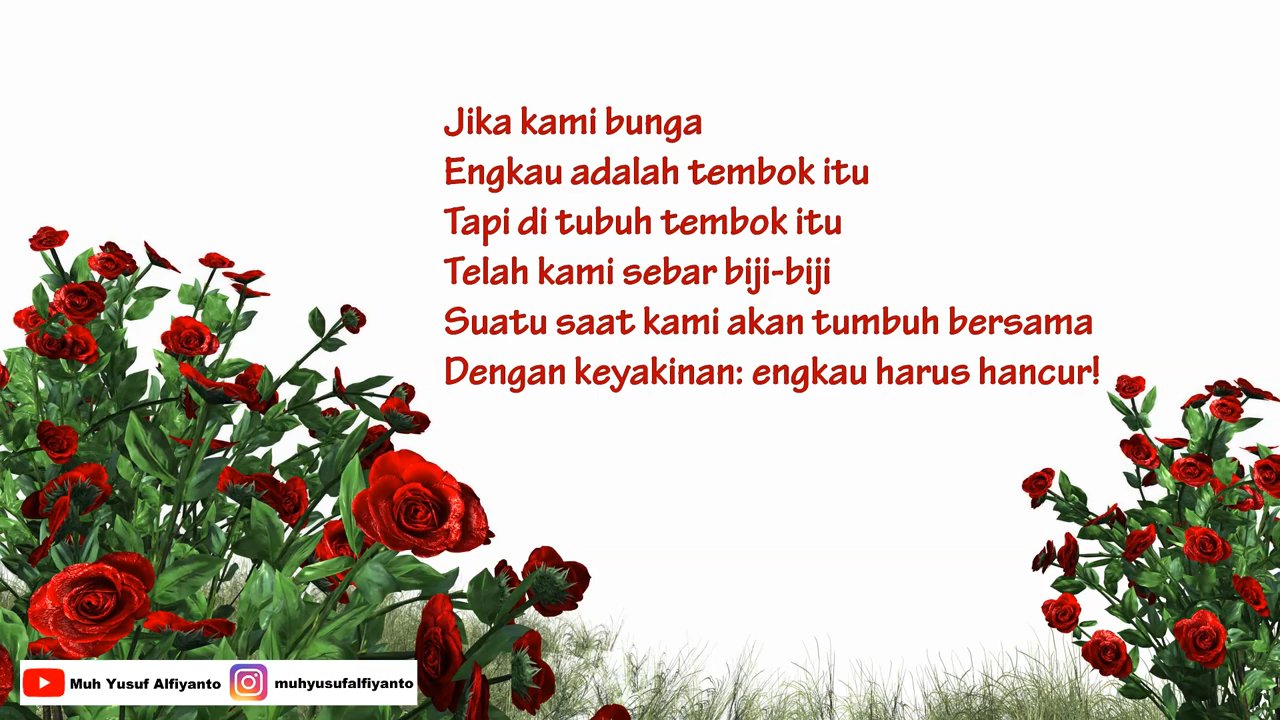 Jika kami bunga
Engkau adalah tembok itu
Tapi di tubuh tembok itu
Telah kami sebar biji-biji
Suatu saat kami akan tumbuh bersama
Dengan keyakinan: engkau harus hancur!
Muh Yusuf Alfiyanto muhyusufalfiyanto